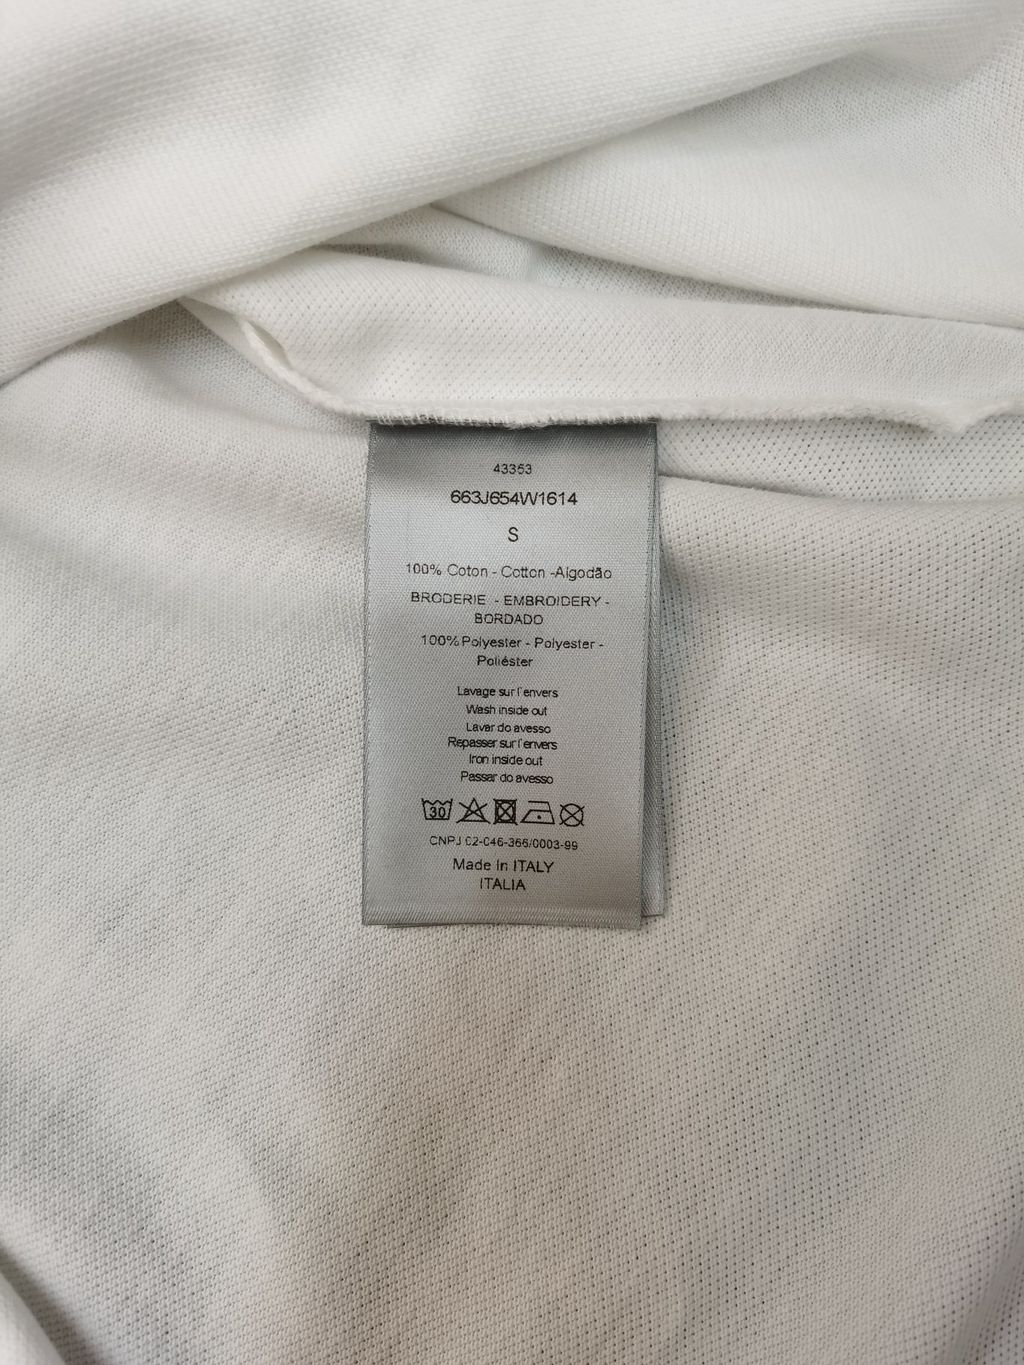 43353
663J654W1614
S
100% Coton - Cotton -Algodão
BRODERIE - EMBROIDERY -
BORDADO
100% Polyester - Polyester -
Poliéster
Lavage sur l'envers
Wash inside out
Lavar do avesso
Repasser sur l'envers
Iron inside out
Passar do avesso
30
CNPJ 02-046-366/0003-99
Made in ITALY
ITALIA